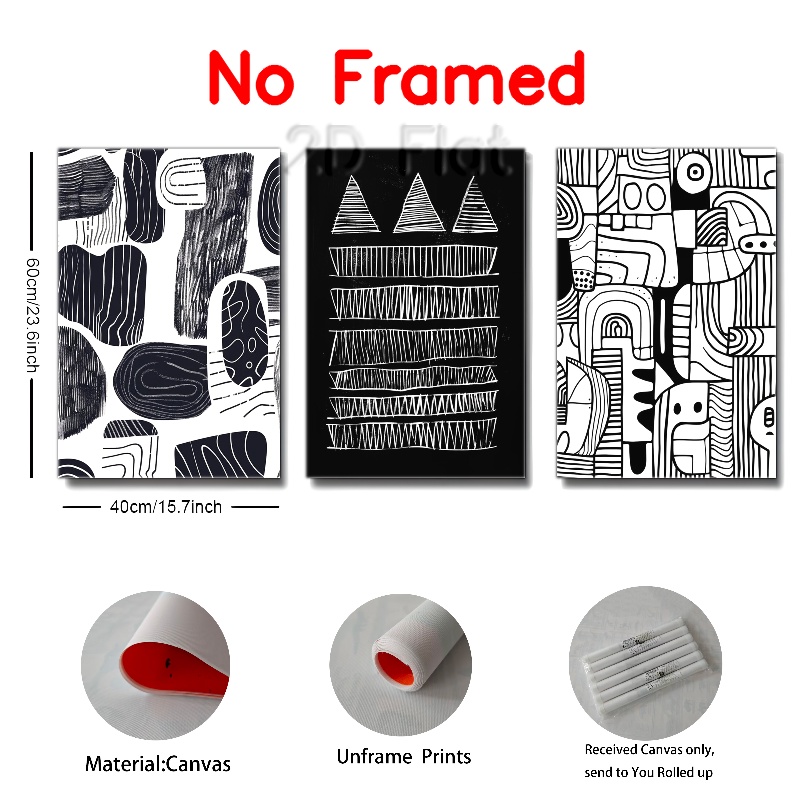 No Framed
2D Flat
60cm/23.6inch
40cm/15.7inch
Material:Canvas
Unframe Prints
Received Canvas only,
send to You Rolled up